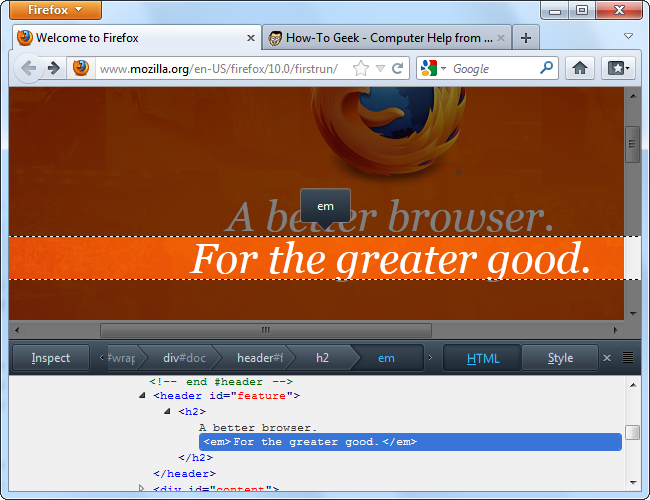 Firefox
Welcome to Firefox
How-To Geek - Computer Help from ...
www.mozilla.org/en-US/firefox/10.0/firstrun/
Google
A better browser.
em
For the greater good.
Inspect
#wrap
div#doc
header#f
h2
em
HTML
Style
<!-- end #header -->
<header id="feature">
<h2>
A better browser.
<em>For the greater good.</em>
</h2>
</header>
<div id="content">